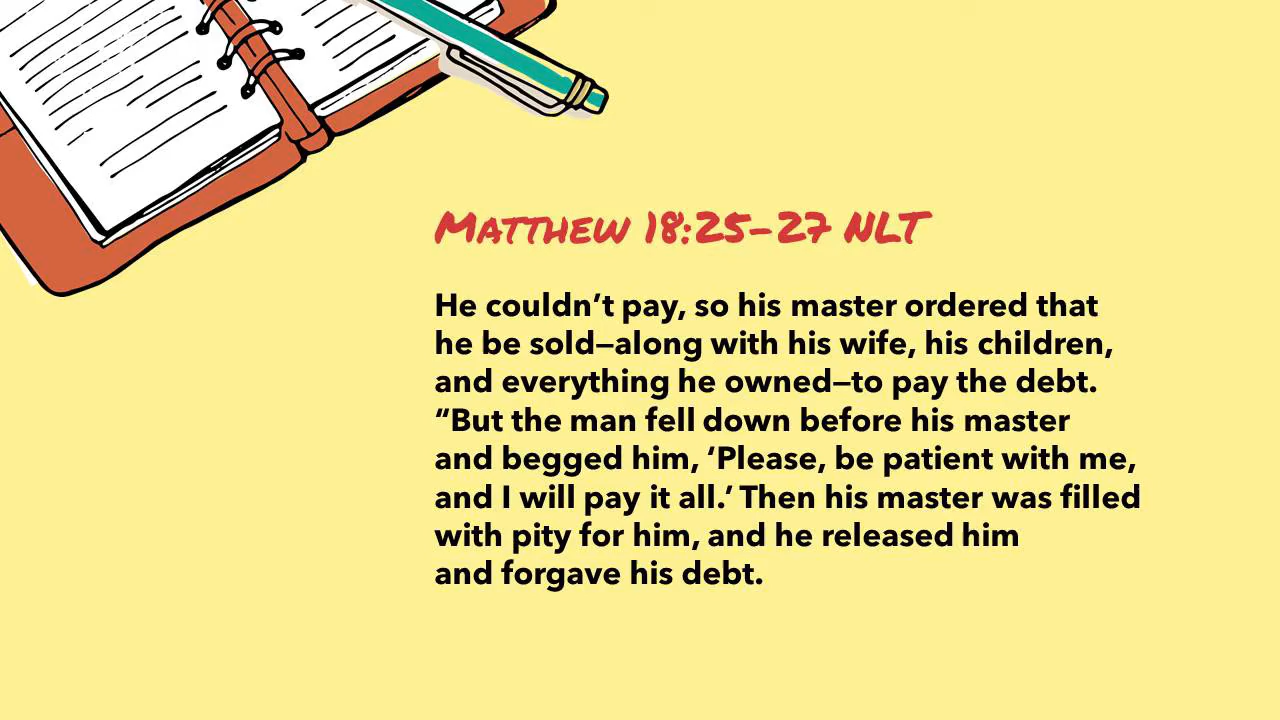 Matthew 18:25–27 NLT
He couldn’t pay, so his master ordered that
he be sold—along with his wife, his children,
and everything he owned—to pay the debt.
“But the man fell down before his master
and begged him, ‘Please, be patient with me,
and I will pay it all.’ Then his master was filled
with pity for him, and he released him
and forgave his debt.